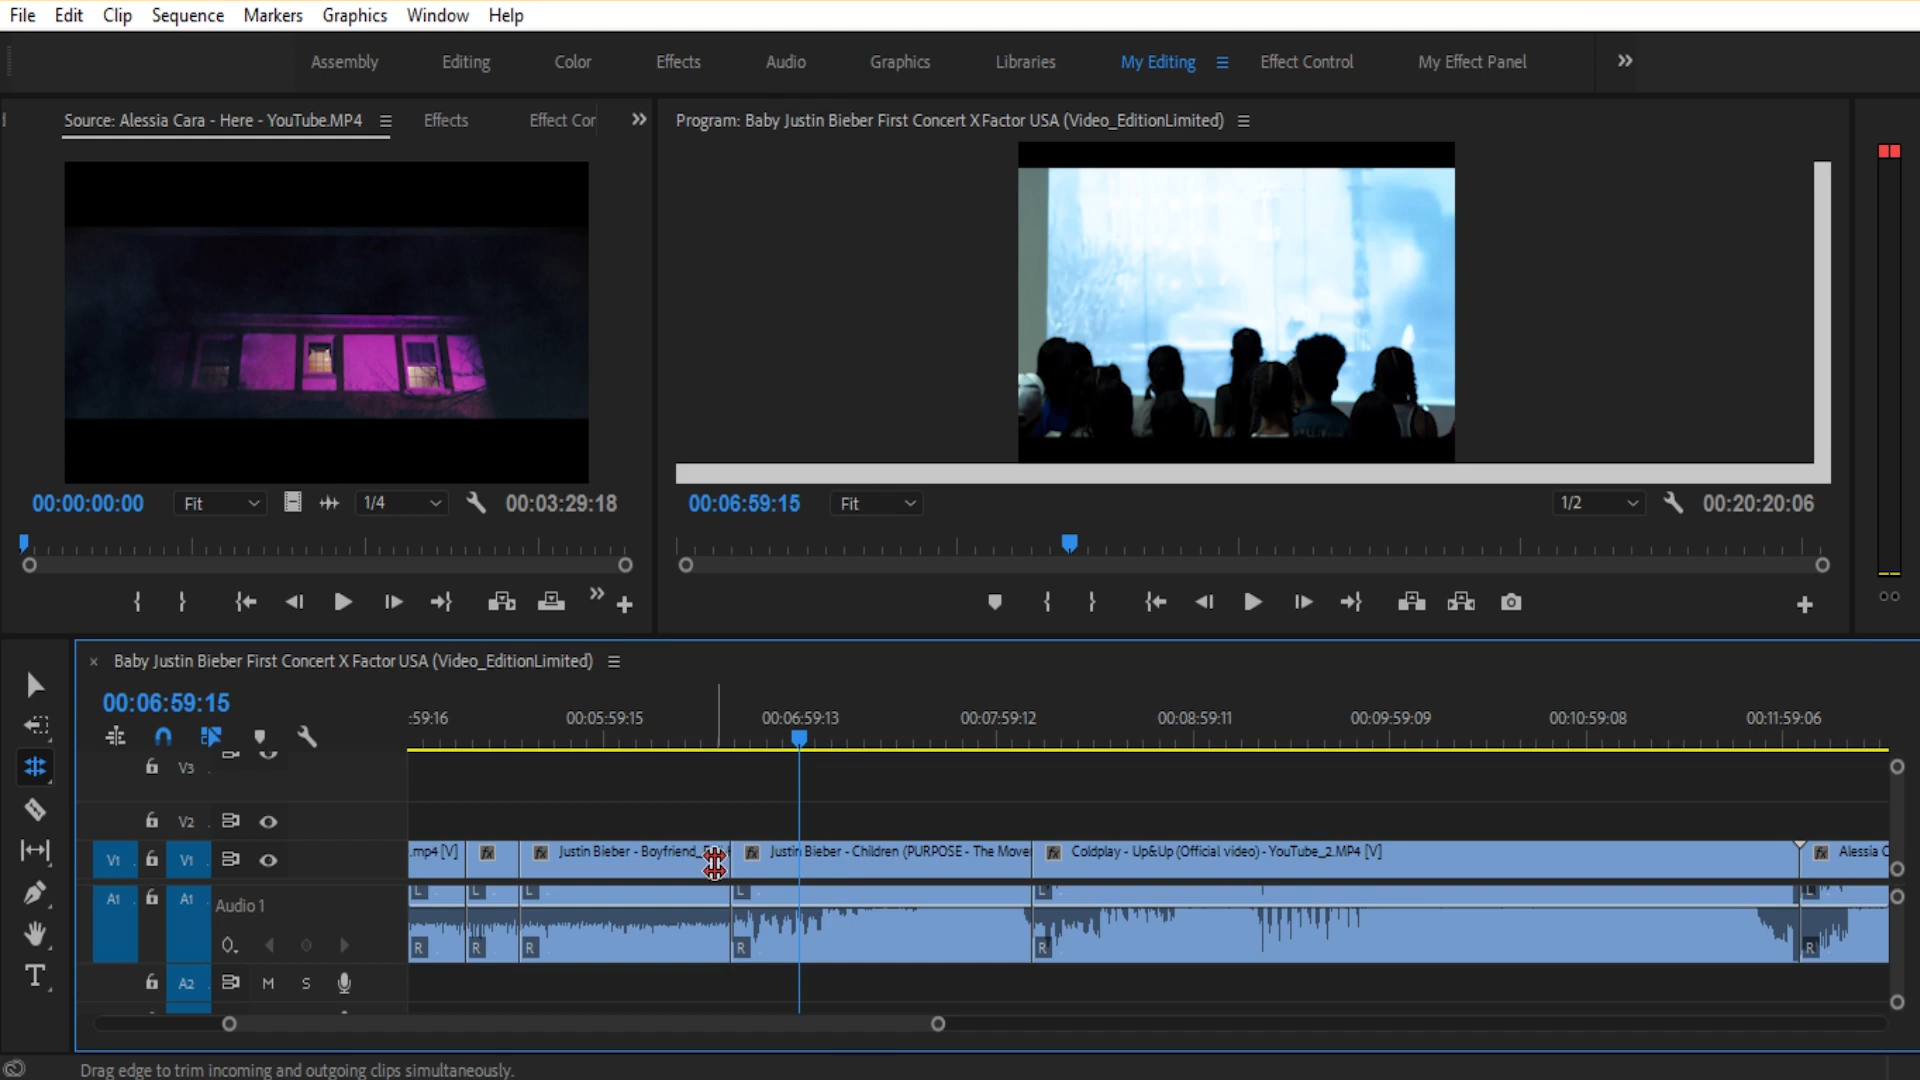 File Edit Clip Sequence Markers Graphics Window Help
Assembly Editing Color Effects Audio Graphics Libraries My Editing Effect Control My Effect Panel
Source: Alessia Cara - Here - YouTube.MP4 Effects Effect Cor
Program: Baby Justin Bieber First Concert X Factor USA (Video_EditionLimited)
00:00:00:00 Fit 1/4 00:03:29:18
00:06:59:15 Fit 1/2 00:20:20:06
× Baby Justin Bieber First Concert X Factor USA (Video_EditionLimited)
00:06:59:15
:59:16 00:05:59:15 00:06:59:13 00:07:59:12 00:08:59:11 00:09:59:09 00:10:59:08 00:11:59:06
V3
V2
V1 V1
.mp4 [V] fx fx Justin Bieber - Boyfriend_ fx Justin Bieber - Children (PURPOSE - The Move fx Coldplay - Up&Up (Official video) - YouTube_2.MP4 [V] fx Alessia C
A1 A1 Audio 1
L L L L L L
R R R R R R
A2 M S
T
Drag edge to trim incoming and outgoing clips simultaneously.